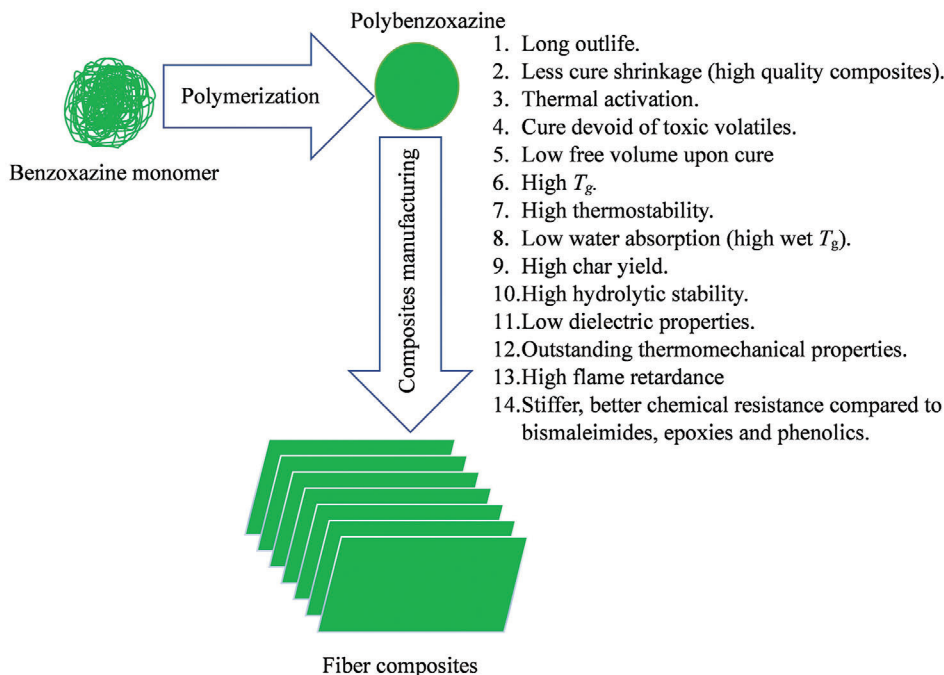 Polybenzoxazine
Polymerization
Benzoxazine monomer
Composites manufacturing
1. Long outlife.
2. Less cure shrinkage (high quality composites).
3. Thermal activation.
4. Cure devoid of toxic volatiles.
5. Low free volume upon cure
6. High Tg.
7. High thermostability.
8. Low water absorption (high wet Tg).
9. High char yield.
10.High hydrolytic stability.
11.Low dielectric properties.
12.Outstanding thermomechanical properties.
13.High flame retardance
14.Stiffer, better chemical resistance compared to
bismaleimides, epoxies and phenolics.
Fiber composites